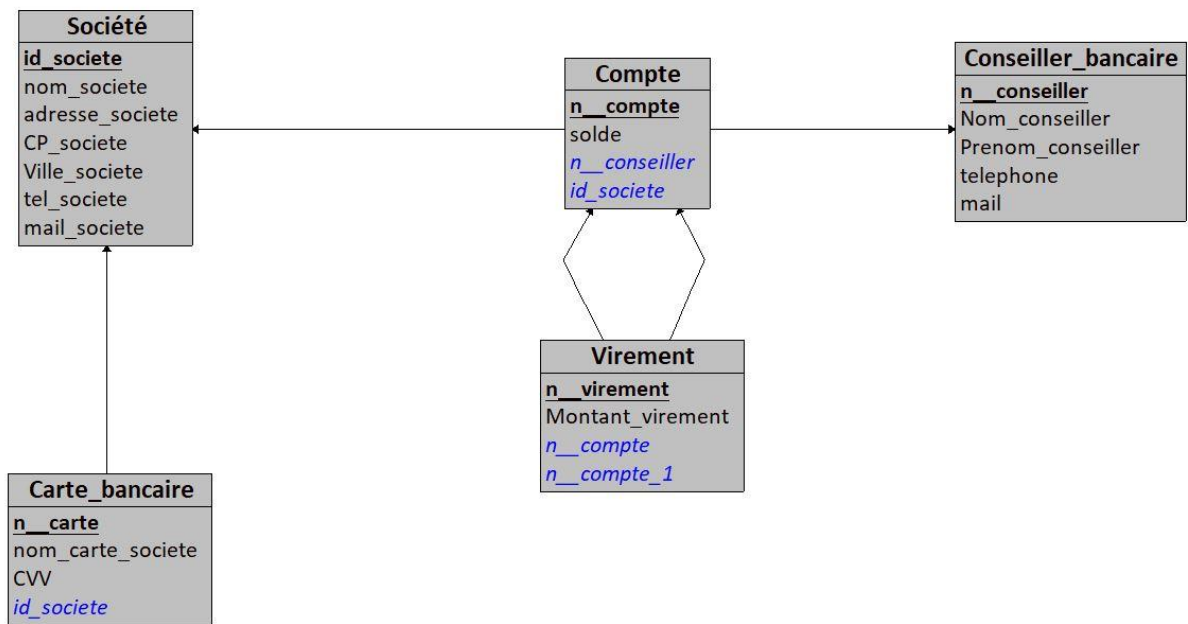 Société
id_societe
nom_societe
adresse_societe
CP_societe
Ville_societe
tel_societe
mail_societe
Compte
n__compte
solde
n__conseiller
id_societe
Conseiller_bancaire
n__conseiller
Nom_conseiller
Prenom_conseiller
telephone
mail
Virement
n__virement
Montant_virement
n__compte
n__compte_1
Carte_bancaire
n__carte
nom_carte_societe
CVV
id_societe